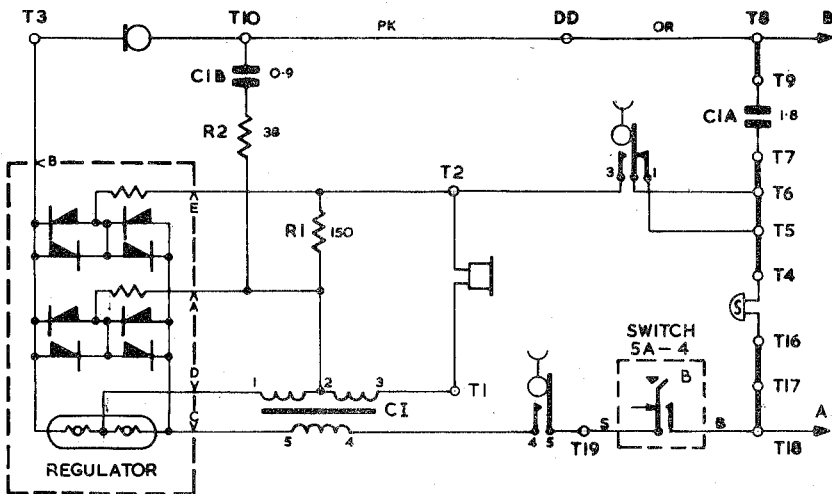 T3
T10
PK
DD
OR
T8
B
T9
C1B
0·9
C1A
1·8
R2
38
T7
3
1
T2
T6
B
E
R1
150
T5
A
T4
S
SWITCH
5A-4
T16
D
1
2
3
T1
B
T17
C
C1
A
5
4
4
5
S
B
T19
T18
REGULATOR